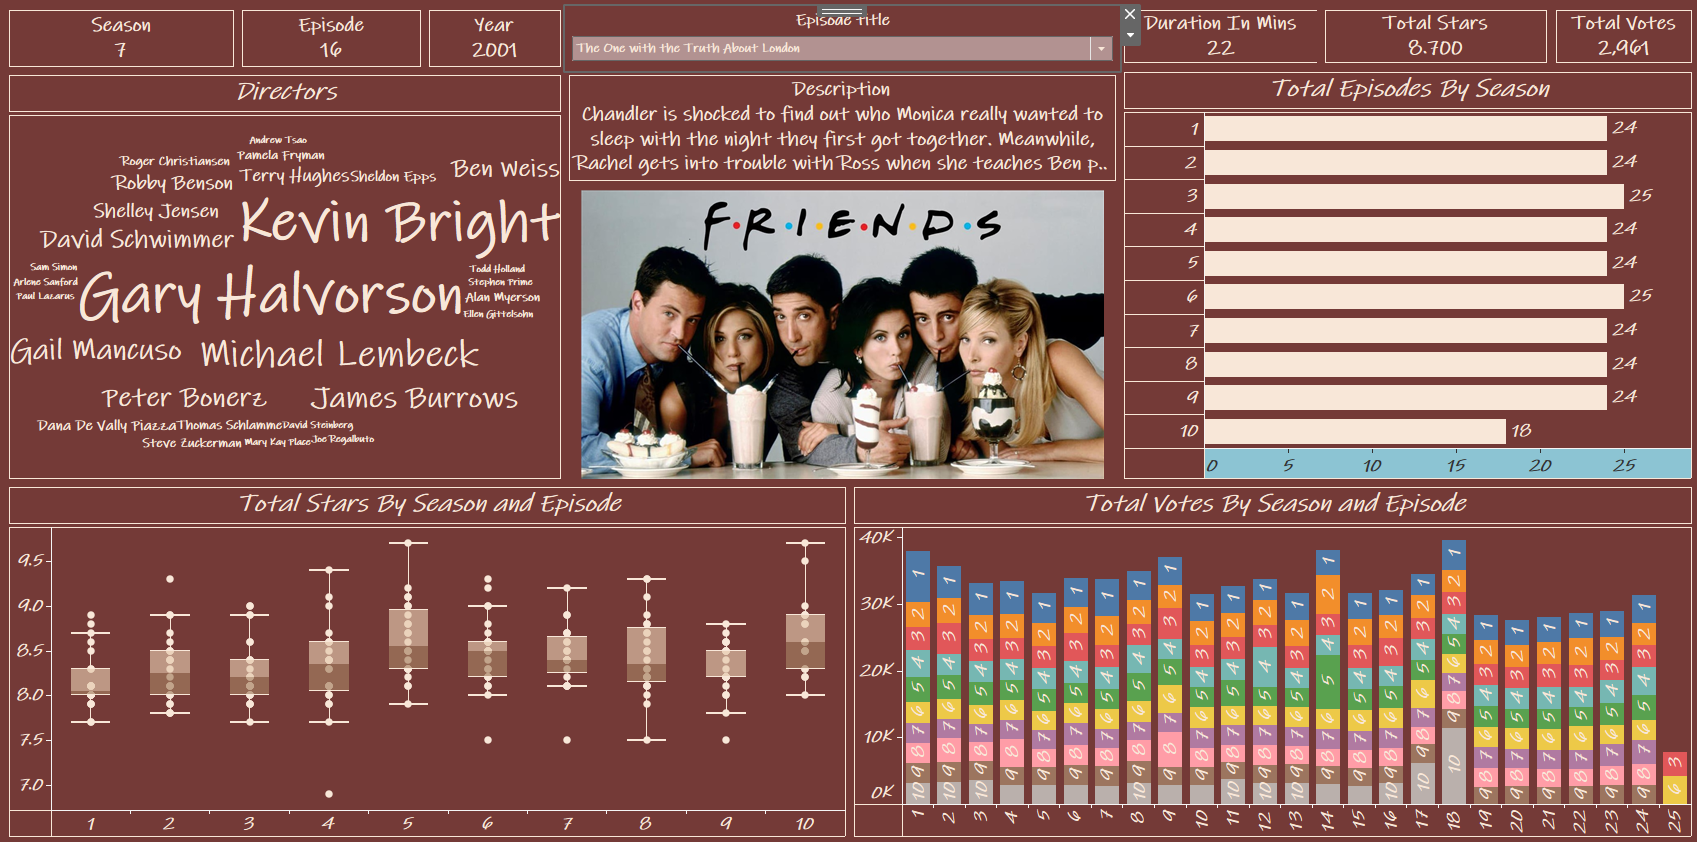 Season
7
Episode
16
Year
2001
Episode Title
The One with the Truth About London
Duration In Mins
22
Total Stars
8.700
Total Votes
2,961
Directors
Andrew Tsao
Roger Christiansen Pamela Fryman
Robby Benson Terry Hughes Sheldon Epps Ben Weiss
Shelley Jensen
David Schwimmer Kevin Bright
Sam Simon
Arlene Sanford
Paul Lazarus
Gary Halvorson
Todd Holland
Stephen Prime
Alan Myerson
Ellen Gittelsohn
Gail Mancuso Michael Lembeck
Peter Bonerz James Burrows
Dana De Vally Piazza Thomas Schlamme David Steinberg
Steve Zuckerman Mary Kay Place Joe Regalbuto
Description
Chandler is shocked to find out who Monica really wanted to
sleep with the night they first got together. Meanwhile,
Rachel gets into trouble with Ross when she teaches Ben p..
F·R·I·E·N·D·S
Total Episodes By Season
1 24
2 24
3 25
4 24
5 24
6 25
7 24
8 24
9 24
10 18
0 5 10 15 20 25
Total Stars By Season and Episode
9.5
9.0
8.5
8.0
7.5
7.0
1 2 3 4 5 6 7 8 9 10
Total Votes By Season and Episode
40K
30K
20K
10K
0K
1 2 3 4 5 6 7 8 9 10 11 12 13 14 15 16 17 18 19 20 21 22 23 24 25